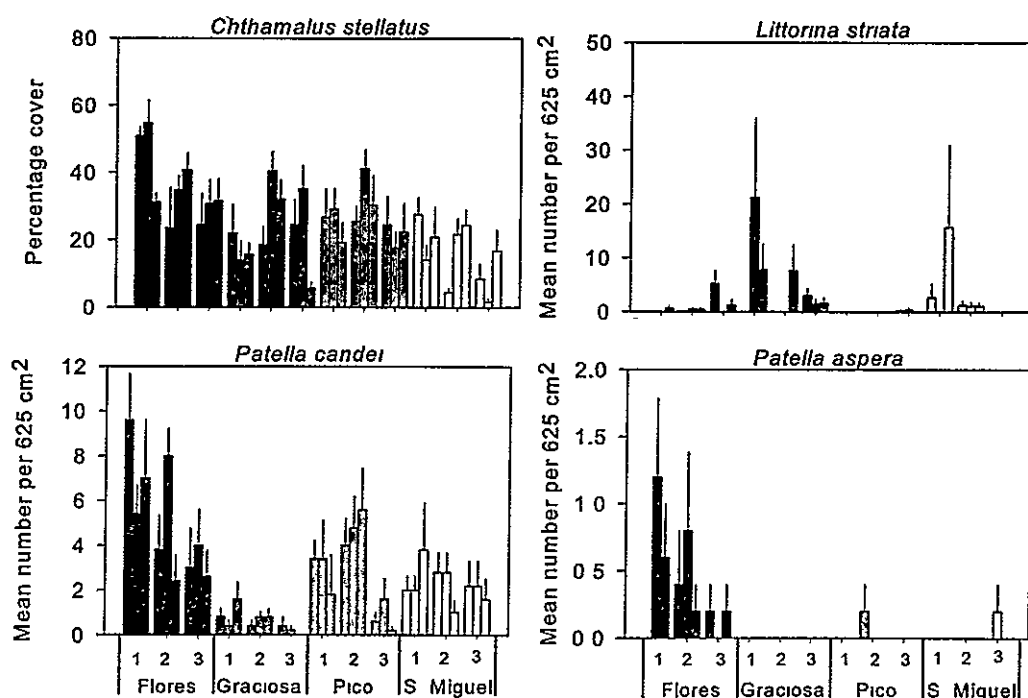 Chthamalus stellatus
Percentage cover
80
60
40
20
0
Littorina striata
Mean number per 625 cm2
50
40
30
20
10
0
Patella candei
Mean number per 625 cm2
12
10
8
6
4
2
0
1 2 3 1 2 3 1 2 3 1 2 3
Flores Graciosa Pico S Miguel
Patella aspera
Mean number per 625 cm2
2.0
1.5
1 0
0 5
0 0
1 2 3 1 2 3 1 2 3 1 2 3
Flores Graciosa Pico S Miguel